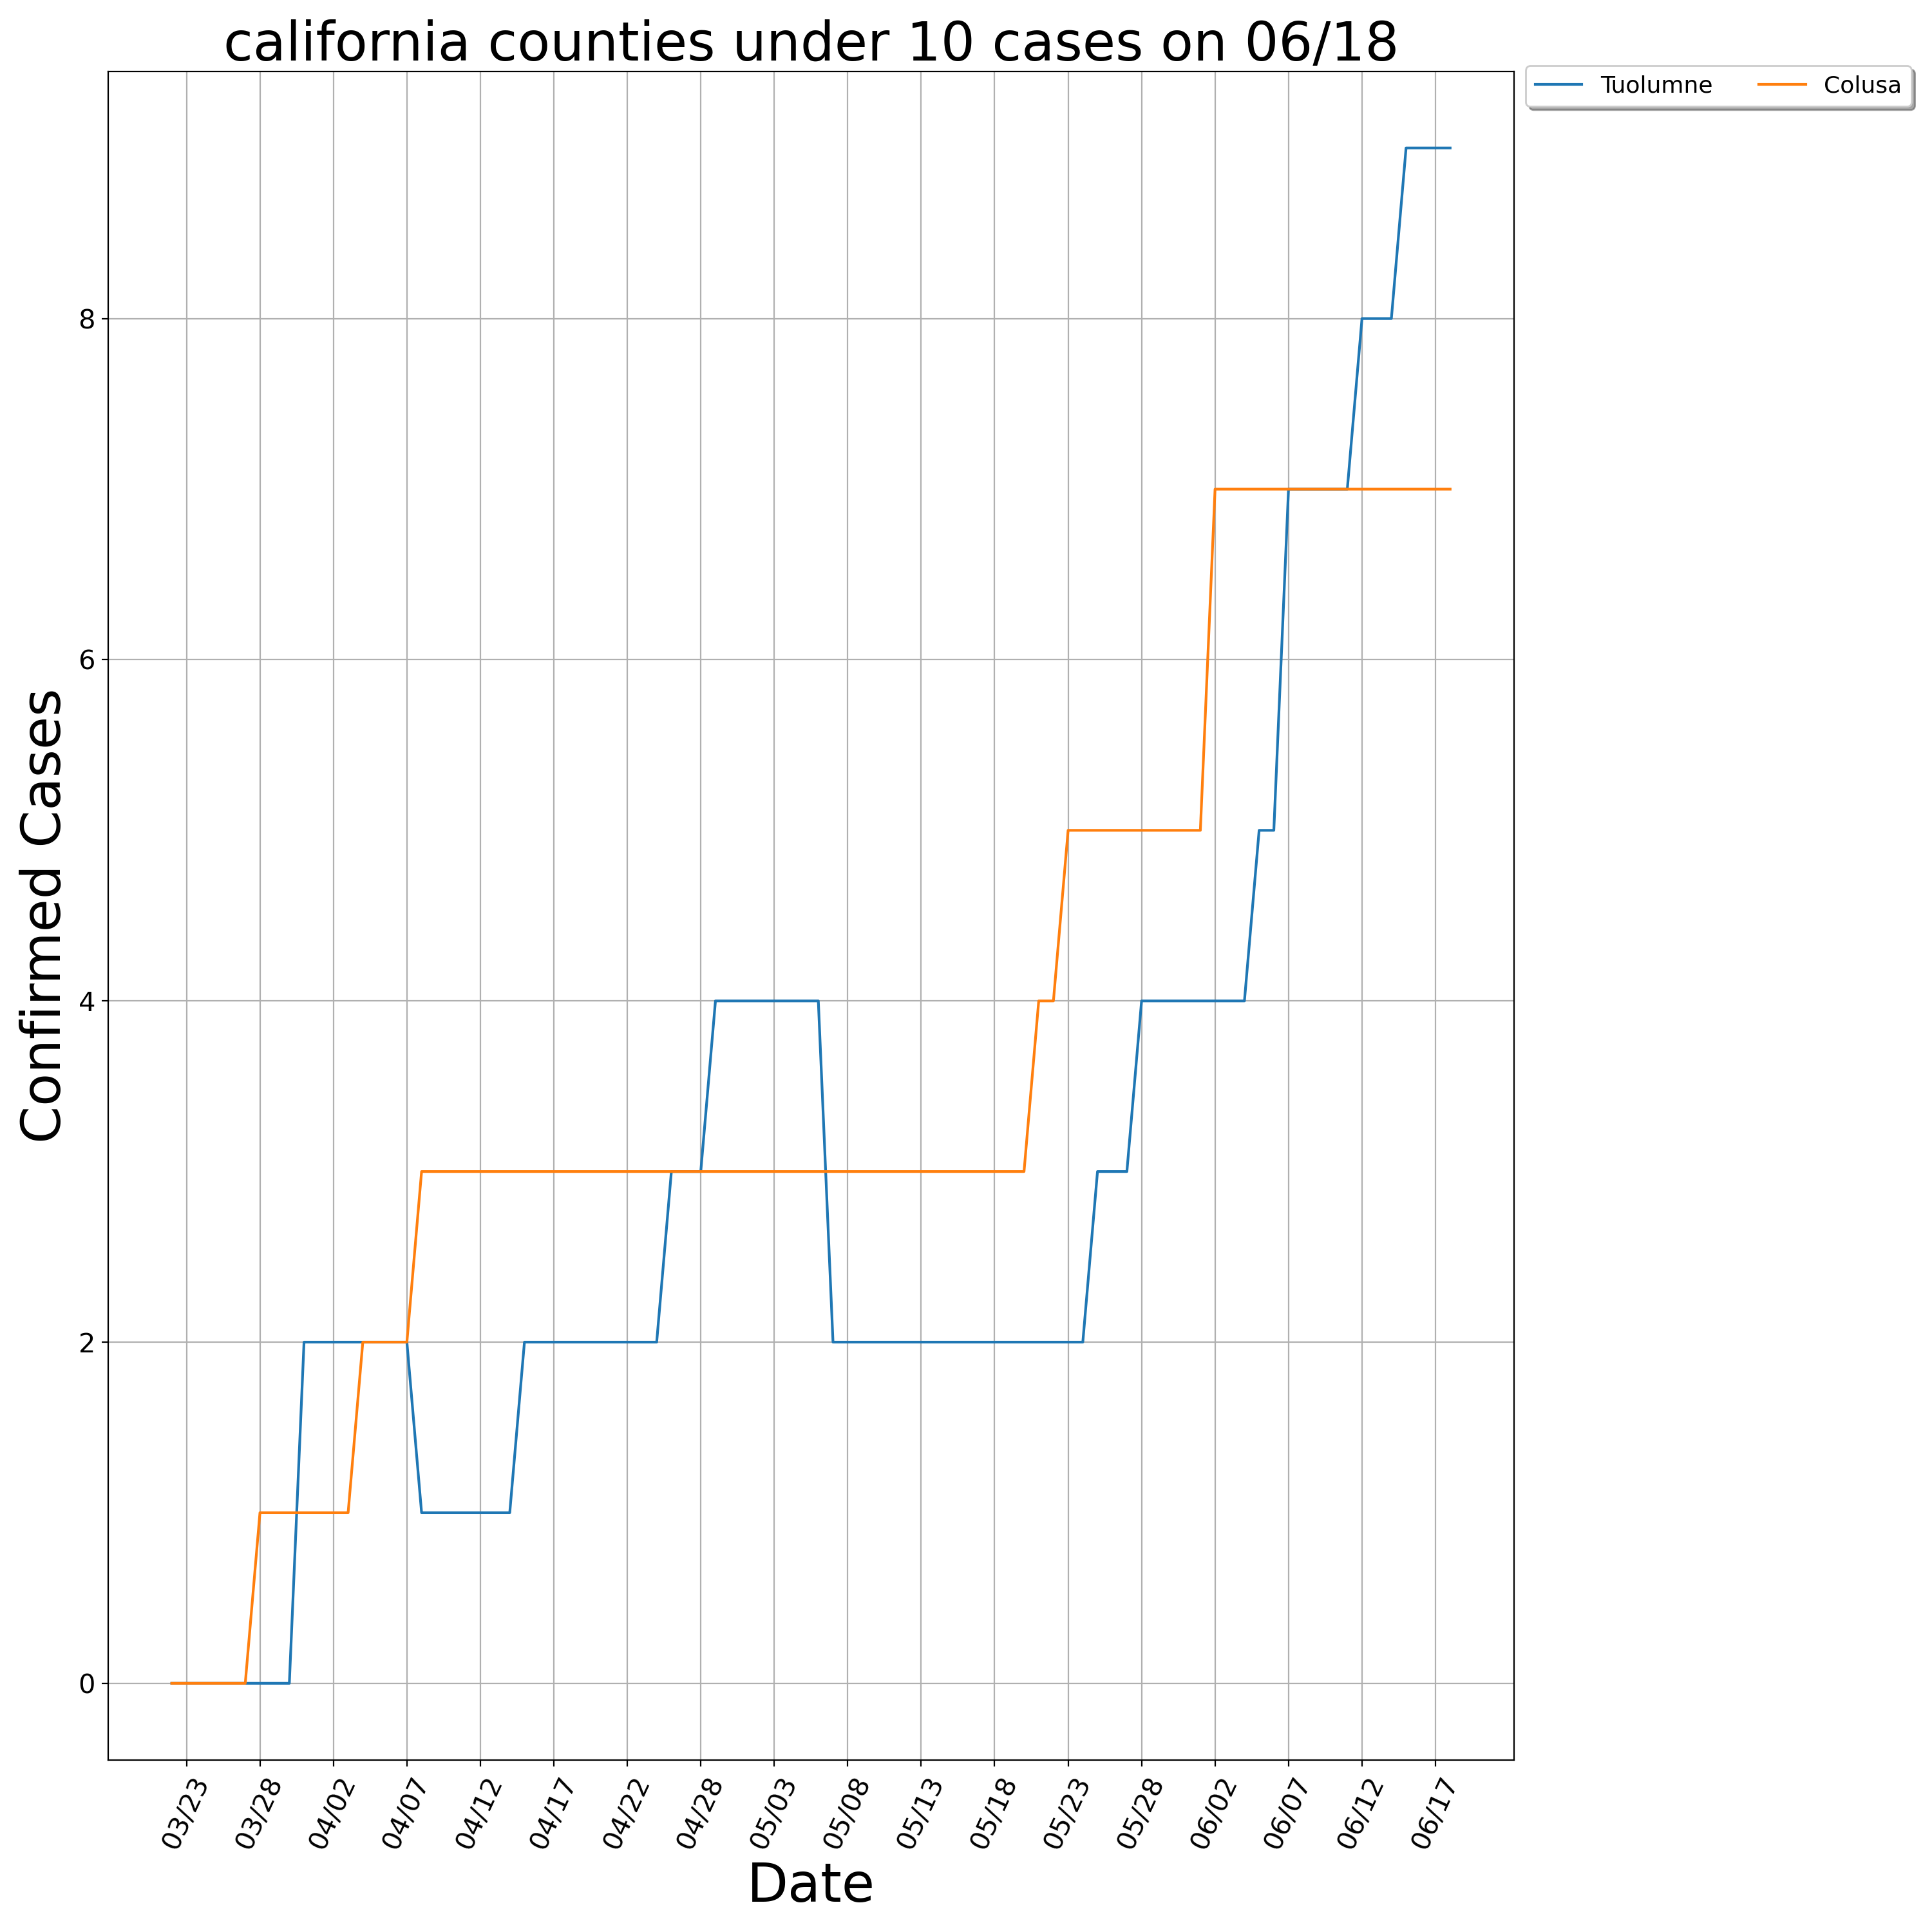 california counties under 10 cases on 06/18
Tuolumne Colusa
Confirmed Cases
8
6
4
2
0
03/23 03/28 04/02 04/07 04/12 04/17 04/22 04/28 05/03 05/08 05/13 05/18 05/23 05/28 06/02 06/07 06/12 06/17
Date